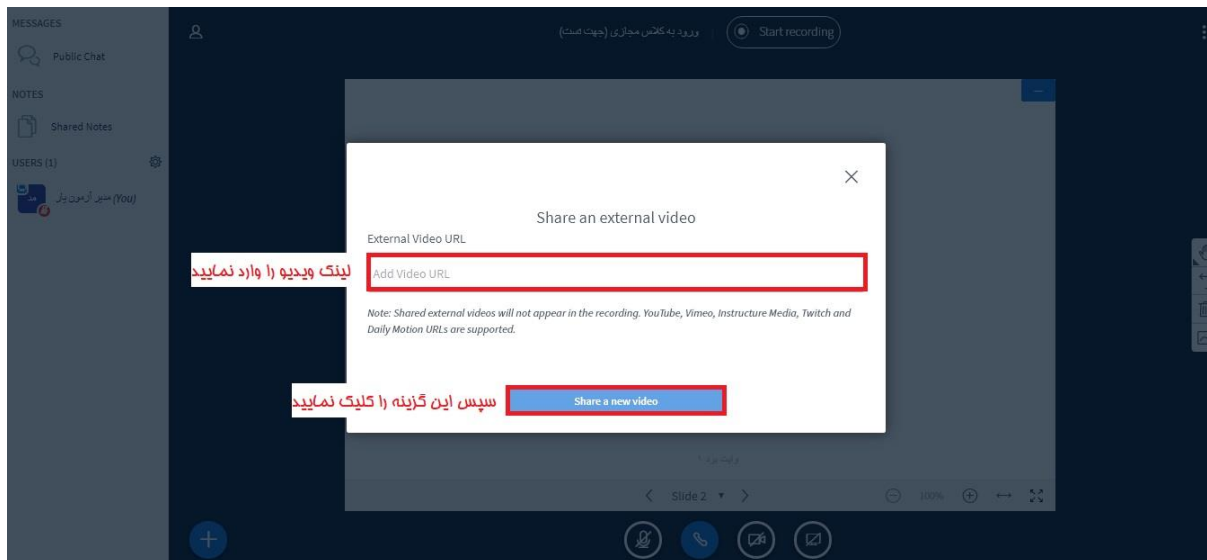 MESSAGES
Public Chat
NOTES
Shared Notes
USERS (1)
مدیر آزمون یار (You)
مد
ورود به کلاس مجازی (جهت تست)
Start recording
Share an external video
External Video URL
لینک ویدیو را وارد نمایید
Add Video URL
Note: Shared external videos will not appear in the recording. YouTube, Vimeo, Instructure Media, Twitch and
Daily Motion URLs are supported.
سپس این گزینه را کلیک نمایید
Share a new video
وایت برد
Slide 2
100%